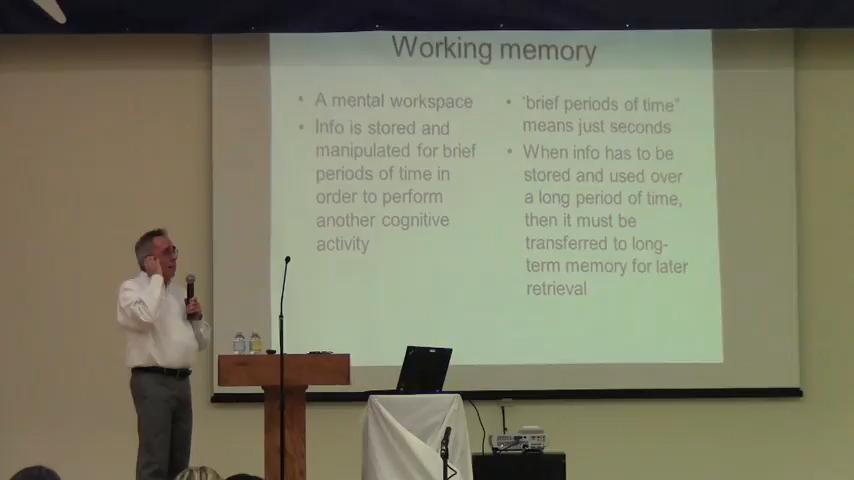 Working memory
• A mental workspace
• Info is stored and
manipulated for brief
periods of time in
order to perform
another cognitive
activity
• 'brief periods of time"
means just seconds
• When info has to be
stored and used over
a long period of time,
then it must be
transferred to long-
term memory for later
retrieval